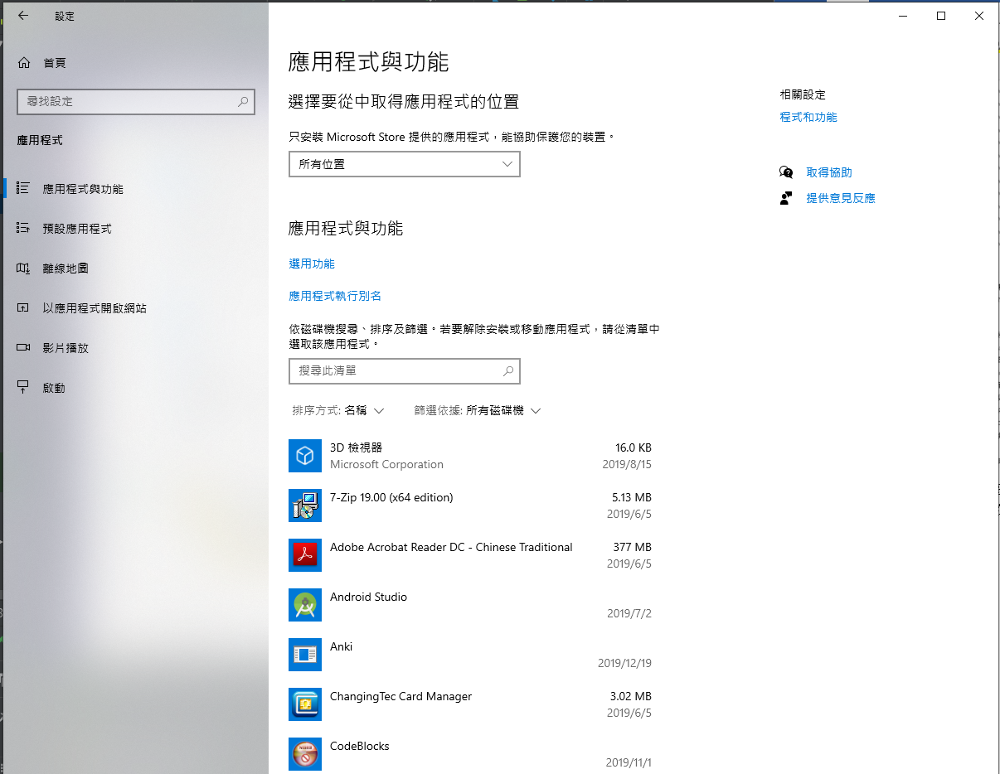 設定
首頁
尋找設定
應用程式
應用程式與功能
預設應用程式
離線地圖
以應用程式開啟網站
影片播放
啟動
應用程式與功能
選擇要從中取得應用程式的位置
只安裝 Microsoft Store 提供的應用程式，能協助保護您的裝置。
所有位置
應用程式與功能
選用功能
應用程式執行別名
依磁碟機搜尋、排序及篩選。若要解除安裝或移動應用程式，請從清單中
選取該應用程式。
搜尋此清單
排序方式: 名稱 篩選依據: 所有磁碟機
3D 檢視器 16.0 KB
Microsoft Corporation 2019/8/15
7-Zip 19.00 (x64 edition) 5.13 MB
2019/6/5
Adobe Acrobat Reader DC - Chinese Traditional 377 MB
2019/6/5
Android Studio
2019/7/2
Anki
2019/12/19
ChangingTec Card Manager 3.02 MB
2019/6/5
CodeBlocks
2019/11/1
相關設定
程式和功能
取得協助
提供意見反應